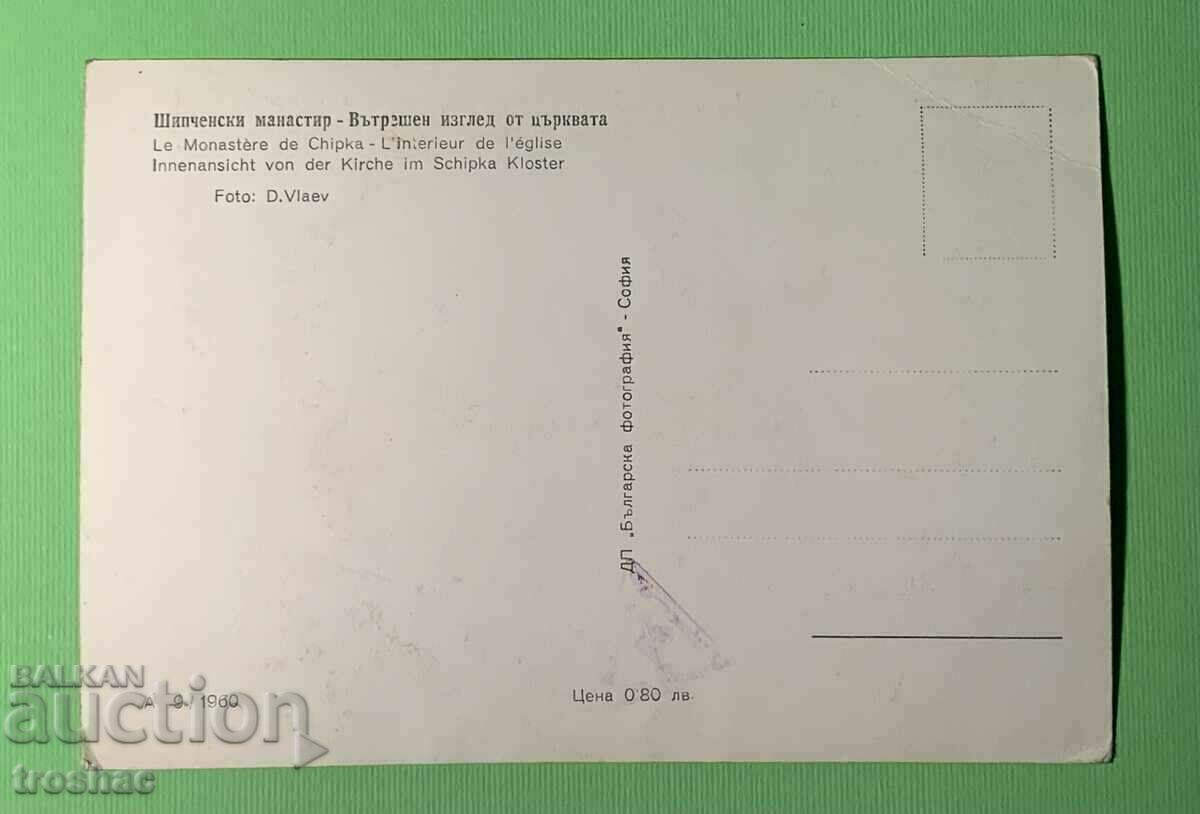 Шипченски манастир - Вътрешен изглед от църквата
Le Monastère de Chipka - L'interieur de l'église
Innenansicht von der Kirche im Schipka Kloster
Foto: D.Vlaev
ДП „Българска фотография" - София
А 9/1960
Цена 0'80 лв.
BALKAN
auction
troshac